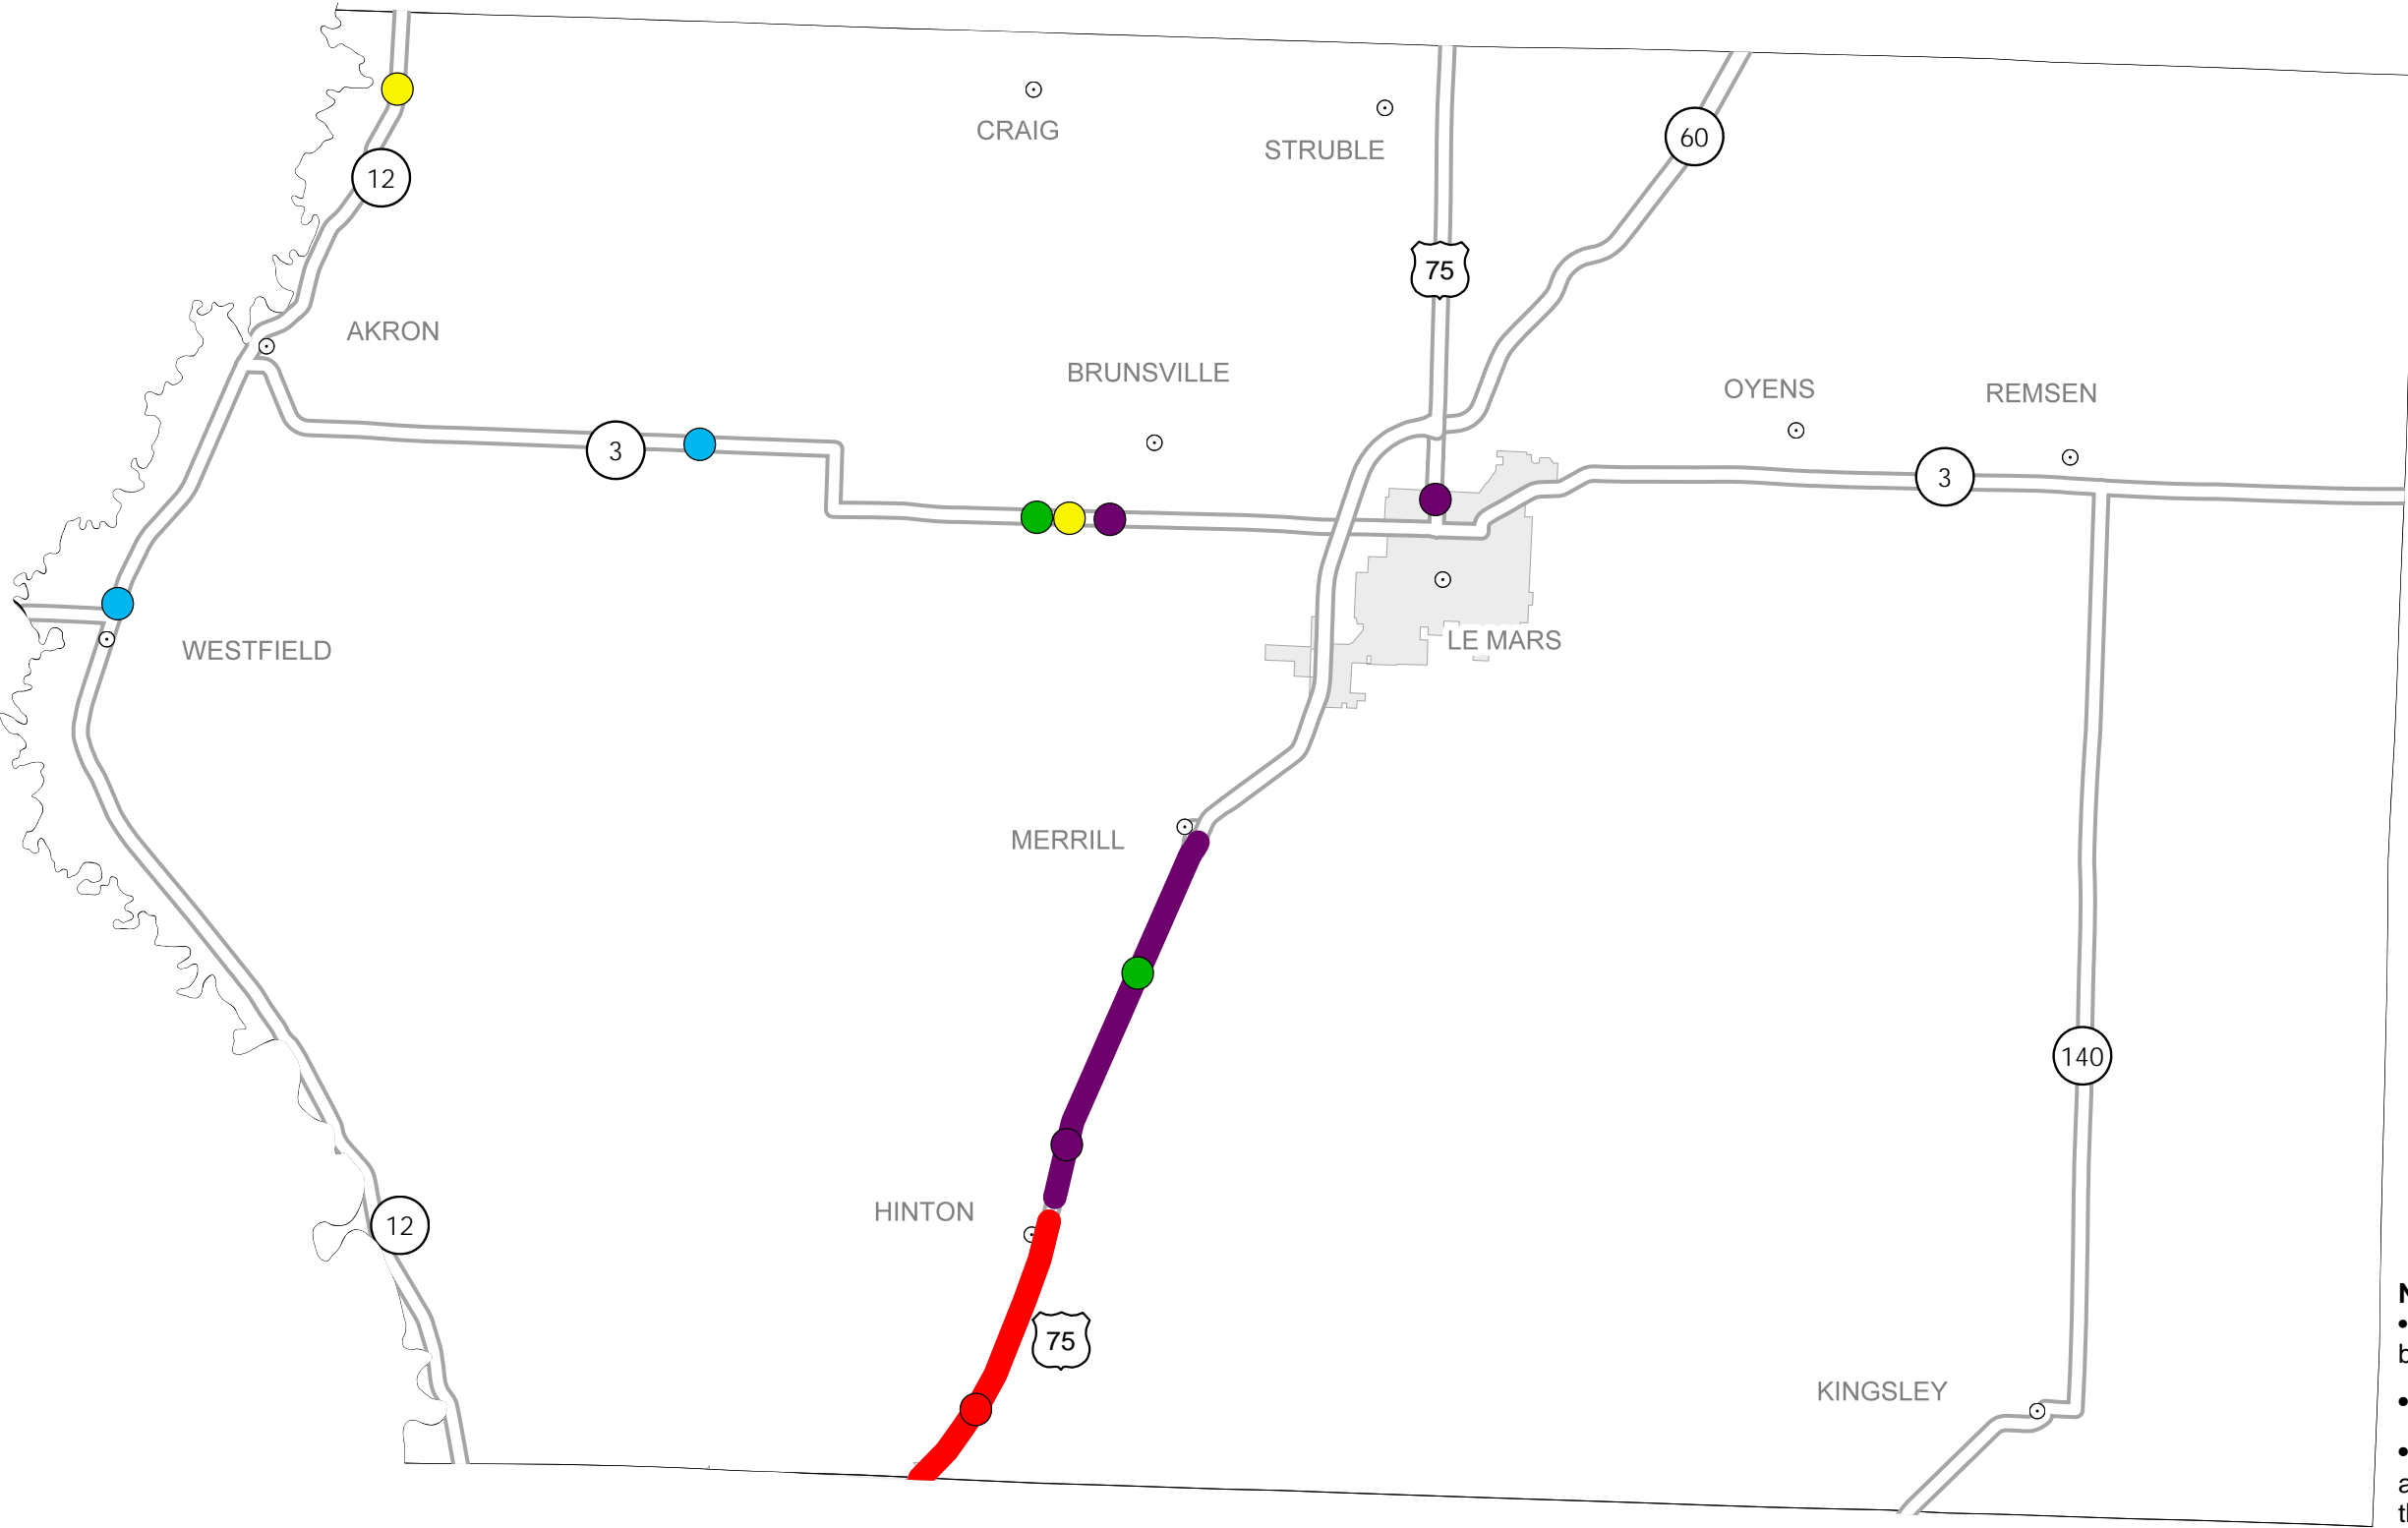 CRAIG
STRUBLE
60
12
75
AKRON
BRUNSVILLE
OYENS
REMSEN
3
3
WESTFIELD
LE MARS
MERRILL
140
HINTON
12
75
KINGSLEY